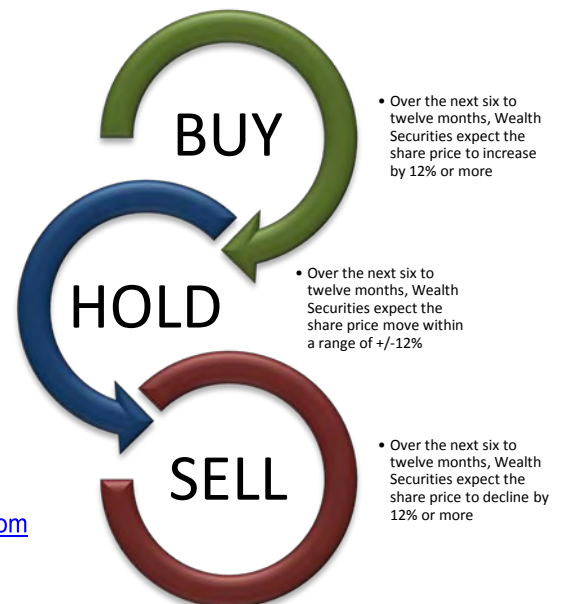 BUY
• Over the next six to
twelve months, Wealth
Securities expect the
share price to increase
by 12% or more
HOLD
• Over the next six to
twelve months, Wealth
Securities expect the
share price move within
a range of +/-12%
SELL
• Over the next six to
twelve months, Wealth
Securities expect the
share price to decline by
12% or more
om